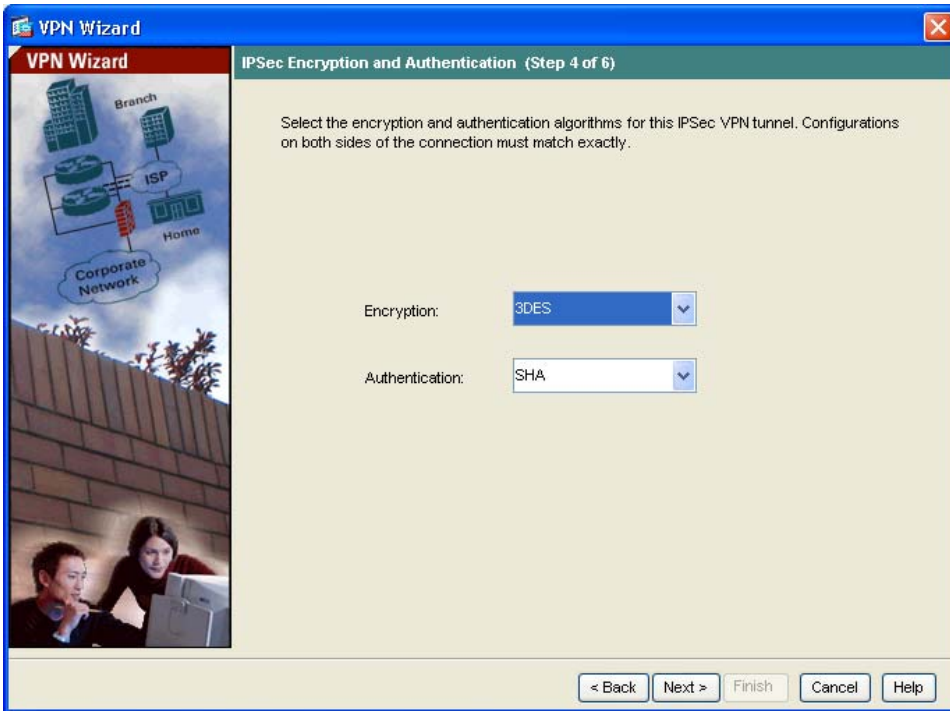 VPN Wizard
VPN Wizard
Branch
ISP
Home
Corporate
Network
IPSec Encryption and Authentication (Step 4 of 6)
Select the encryption and authentication algorithms for this IPSec VPN tunnel. Configurations
on both sides of the connection must match exactly.
Encryption:
3DES
Authentication:
SHA
< Back
Next >
Finish
Cancel
Help